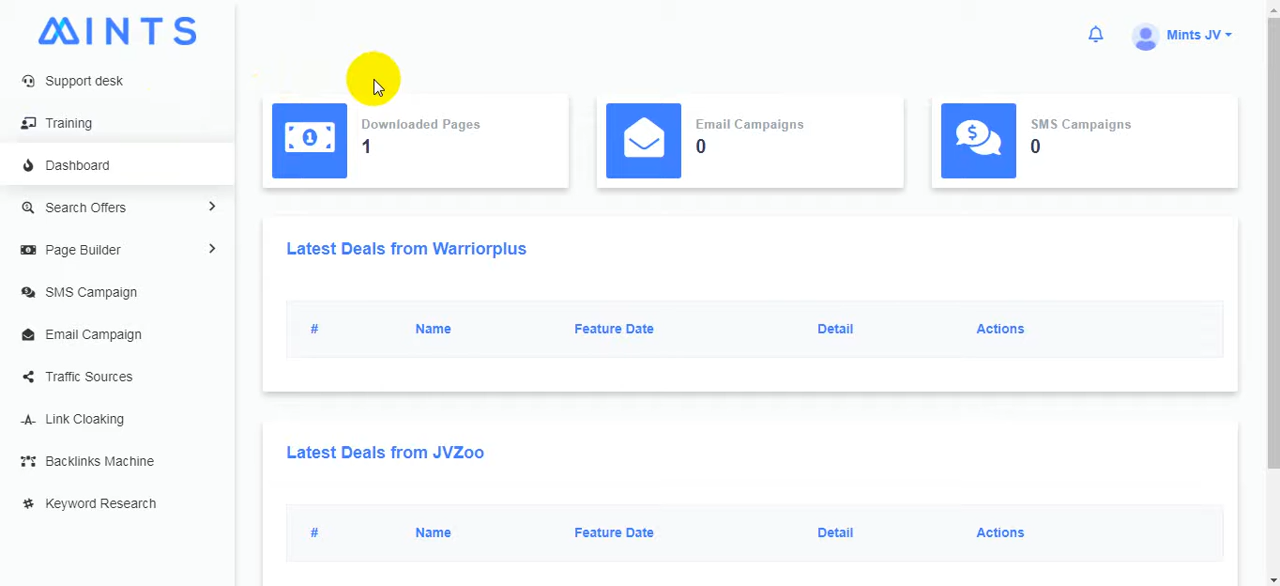 MINTS
Mints JV
Support desk
Training
Dashboard
Search Offers
Page Builder
SMS Campaign
Email Campaign
Traffic Sources
Link Cloaking
Backlinks Machine
Keyword Research
1
Downloaded Pages
1
Email Campaigns
0
$
SMS Campaigns
0
Latest Deals from Warriorplus
# Name Feature Date Detail Actions
Latest Deals from JVZoo
# Name Feature Date Detail Actions